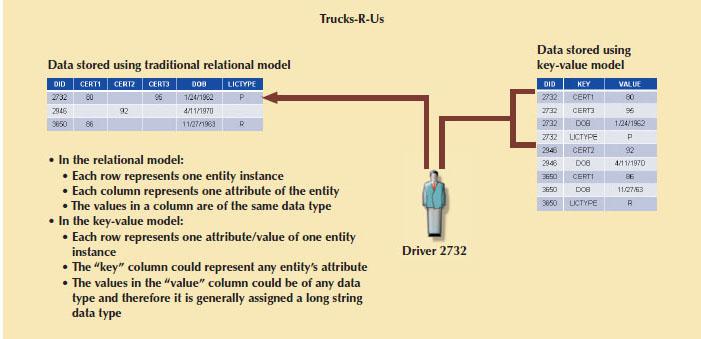 Trucks-R-Us
Data stored using traditional relational model
DID CERT1 CERT2 CERT3 DOB LICTYPE
2732 80 95 1/24/1962 P
2946 92 4/11/1970
3650 86 11/27/1963 R
• In the relational model:
• Each row represents one entity instance
• Each column represents one attribute of the entity
• The values in a column are of the same data type
• In the key-value model:
• Each row represents one attribute/value of one entity
instance
• The “key” column could represent any entity’s attribute
• The values in the “value” column could be of any data
type and therefore it is generally assigned a long string
data type
Driver 2732
Data stored using
key-value model
DID KEY VALUE
2732 CERT1 80
2732 CERT3 95
2732 DOB 1/24/1962
2732 LICTYPE P
2946 CERT2 92
2946 DOB 4/11/1970
3650 CERT1 86
3650 DOB 11/27/63
3650 LICTYPE R